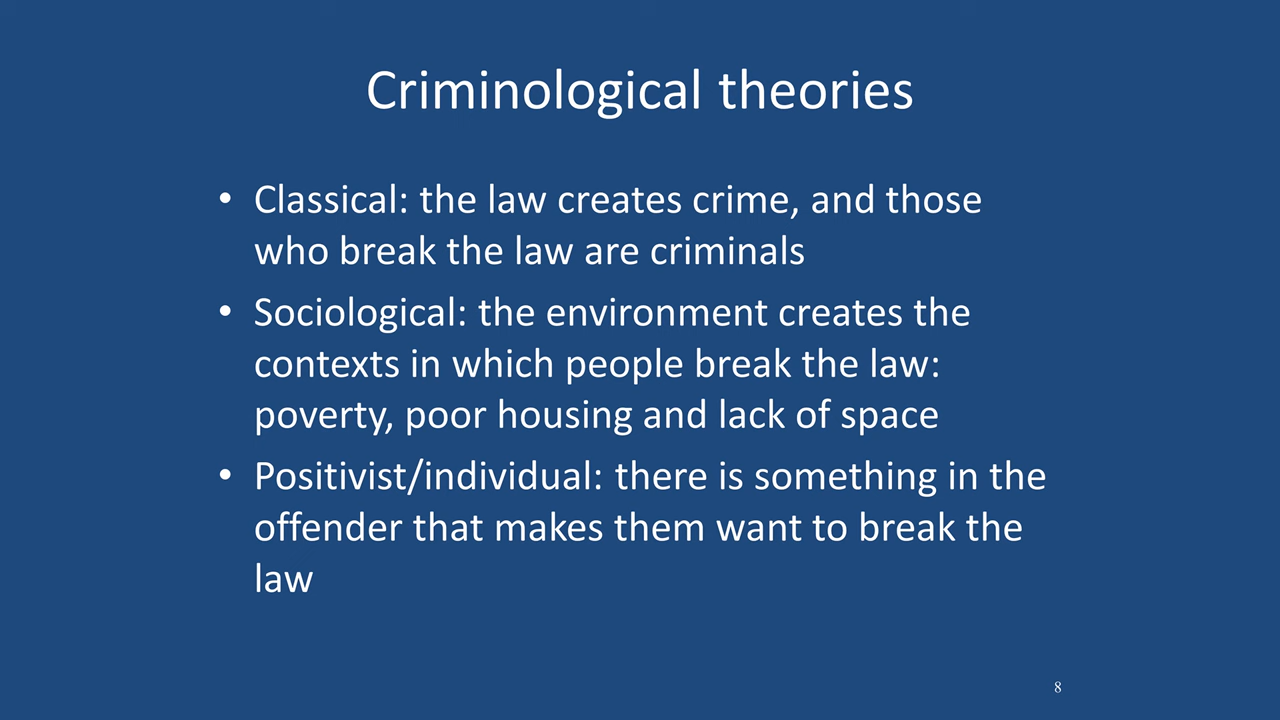 Criminological theories
• Classical: the law creates crime, and those
who break the law are criminals
• Sociological: the environment creates the
contexts in which people break the law:
poverty, poor housing and lack of space
• Positivist/individual: there is something in the
offender that makes them want to break the
law
8